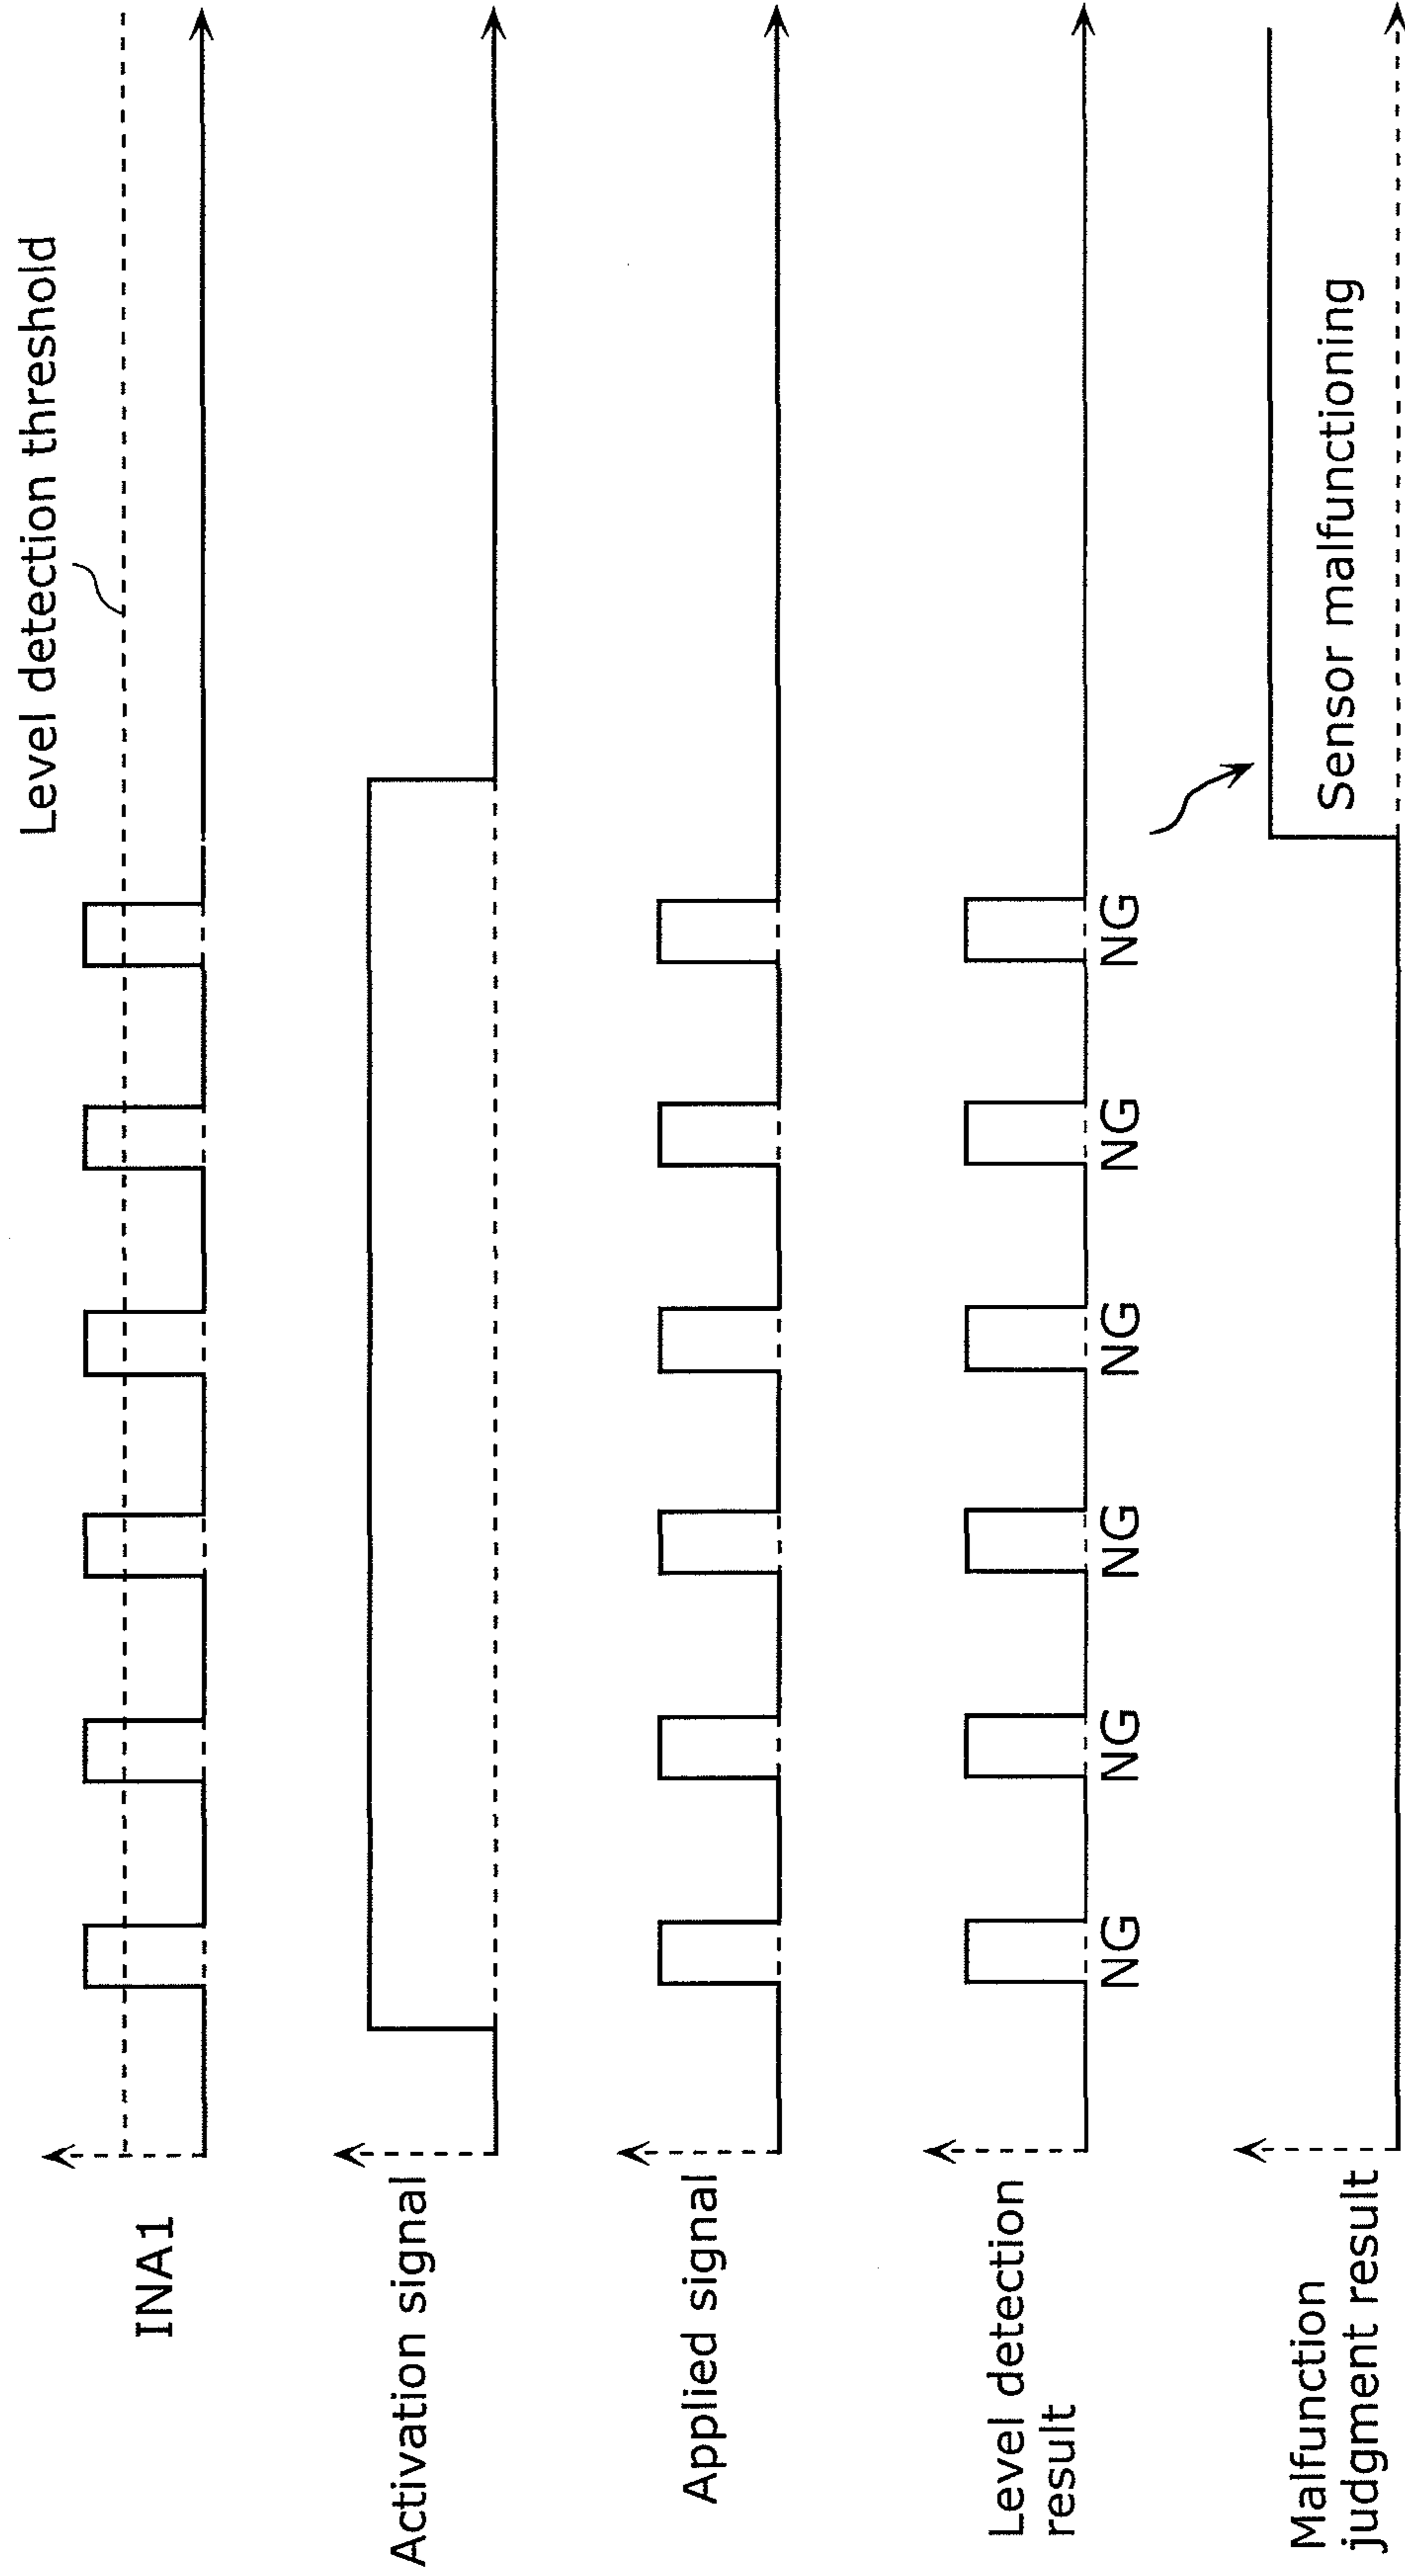 Level detection threshold
INA1
Activation signal
Applied signal
Level detection
result
NG NG NG NG NG NG
Malfunction
judgment result
Sensor malfunctioning